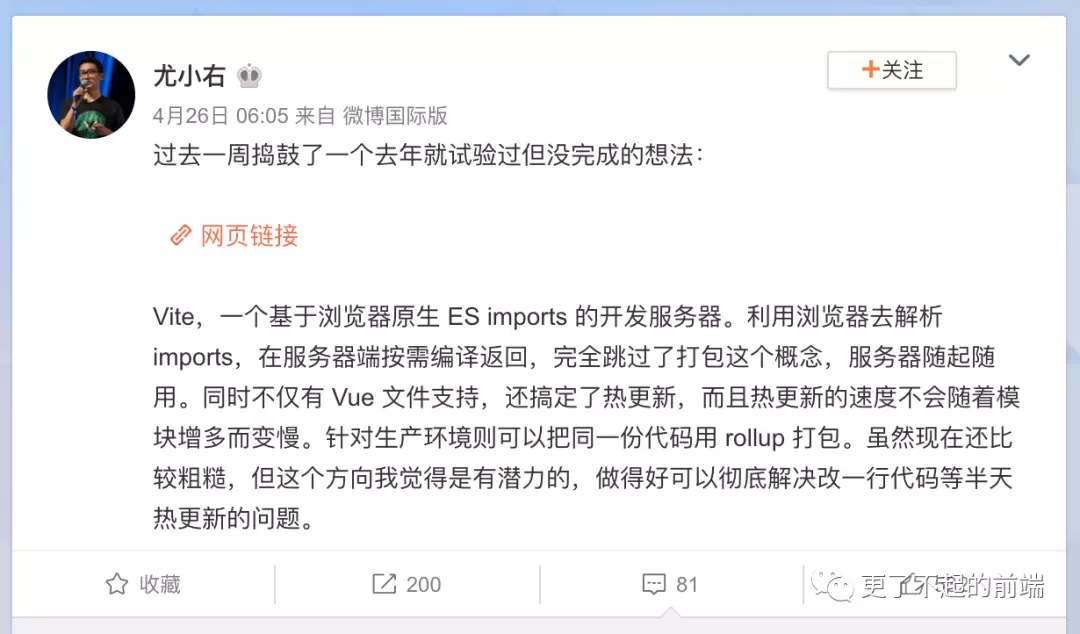 尤小右
+关注
4月26日 06:05 来自 微博国际版
过去一周捣鼓了一个去年就试验过但没完成的想法：
网页链接
Vite，一个基于浏览器原生 ES imports 的开发服务器。利用浏览器去解析
imports，在服务器端按需编译返回，完全跳过了打包这个概念，服务器随起随
用。同时不仅有 Vue 文件支持，还搞定了热更新，而且热更新的速度不会随着模
块增多而变慢。针对生产环境则可以把同一份代码用 rollup 打包。虽然现在还比
较粗糙，但这个方向我觉得是有潜力的，做得好可以彻底解决改一行代码等半天
热更新的问题。
收藏
200
81
更了不起的前端